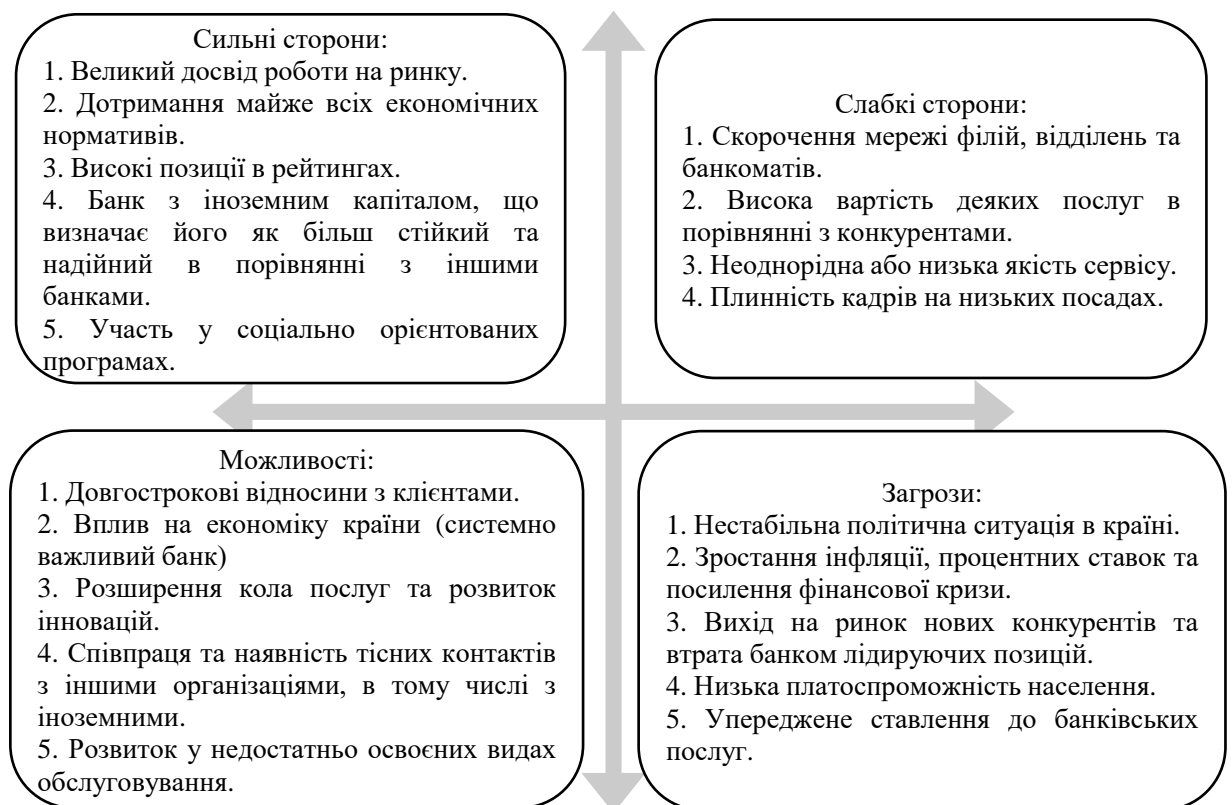 Сильні сторони:
1. Великий досвід роботи на ринку.
2. Дотримання майже всіх економічних
нормативів.
3. Високі позиції в рейтингах.
4. Банк з іноземним капіталом, що
визначає його як більш стійкий та
надійний в порівнянні з іншими
банками.
5. Участь у соціально орієнтованих
програмах.
Слабкі сторони:
1. Скорочення мережі філій, відділень та
банкоматів.
2. Висока вартість деяких послуг в
порівнянні з конкурентами.
3. Неоднорідна або низька якість сервісу.
4. Плинність кадрів на низьких посадах.
Можливості:
1. Довгострокові відносини з клієнтами.
2. Вплив на економіку країни (системно
важливий банк)
3. Розширення кола послуг та розвиток
інновацій.
4. Співпраця та наявність тісних контактів
з іншими організаціями, в тому числі з
іноземними.
5. Розвиток у недостатньо освоєних видах
обслуговування.
Загрози:
1. Нестабільна політична ситуація в країні.
2. Зростання інфляції, процентних ставок та
посилення фінансової кризи.
3. Вихід на ринок нових конкурентів та
втрата банком лідируючих позицій.
4. Низька платоспроможність населення.
5. Упереджене ставлення до банківських
послуг.